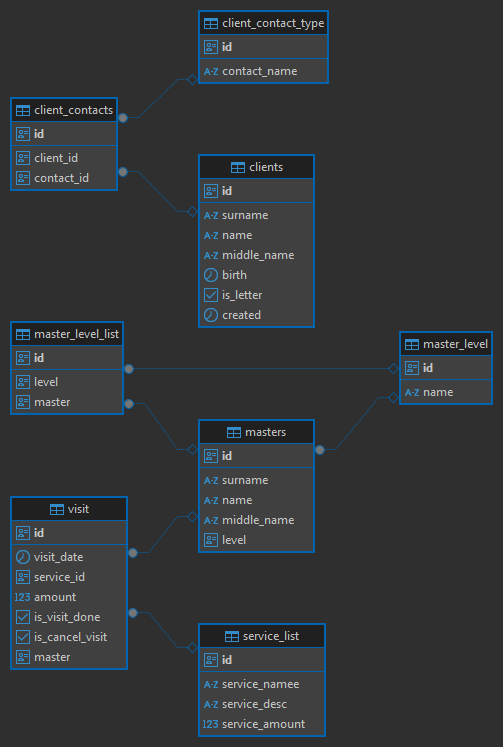 client_contact_type
id
A-Z contact_name
client_contacts
id
client_id
contact_id
clients
id
A-Z surname
A-Z name
A-Z middle_name
birth
is_letter
created
master_level_list
id
level
master
master_level
id
A-Z name
masters
id
A-Z surname
A-Z name
A-Z middle_name
level
visit
id
visit_date
service_id
123 amount
is_visit_done
is_cancel_visit
master
service_list
id
A-Z service_namee
A-Z service_desc
123 service_amount